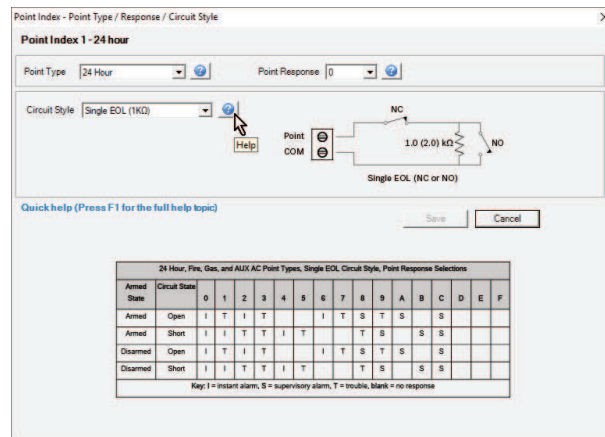 Point Index - Point Type / Response / Circuit Style
Point Index 1 - 24 hour
Point Type 24 Hour Point Response 0
Circuit Style Single EOL (1KΩ)
Help
NC
Point
COM
1.0 (2.0) kΩ
NO
Single EOL (NC or NO)
Quick help (Press F1 for the full help topic)
Save Cancel
24 Hour, Fire, Gas, and AUX AC Point Types, Single EOL Circuit Style, Point Response Selections
Armed State Circuit State 0 1 2 3 4 5 6 7 8 9 A B C D E F
Armed Open I T I T I T S T S S
Armed Short I I T T I T T S S S
Disarmed Open I T I T I T S T S S
Disarmed Short I I T T I T T S S S
Key: I = instant alarm, S = supervisory alarm, T = trouble, blank = no response